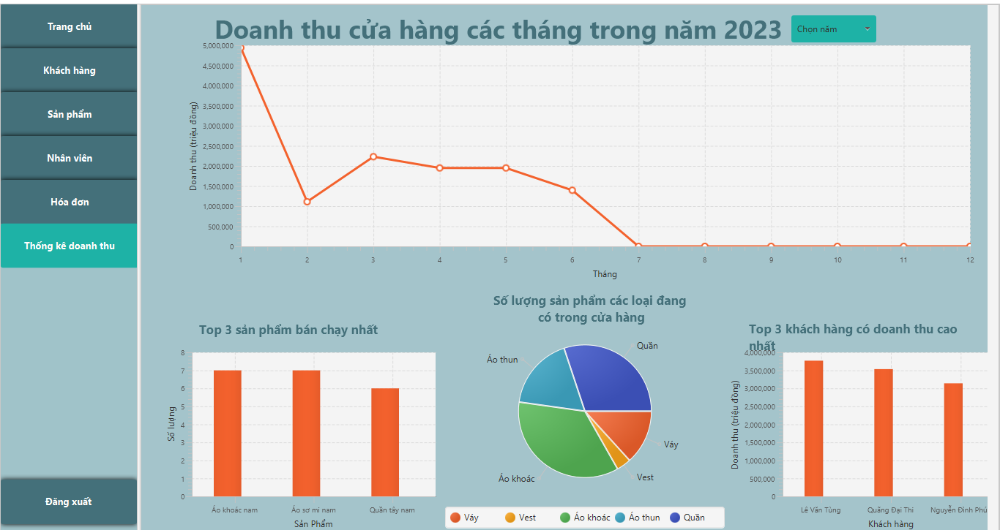 Trang chủ
Khách hàng
Sản phẩm
Nhân viên
Hóa đơn
Thống kê doanh thu
Đăng xuất
Doanh thu cửa hàng các tháng trong năm 2023
Chọn năm
5,000,000
4,500,000
4,000,000
3,500,000
3,000,000
2,500,000
2,000,000
1,500,000
1,000,000
500,000
0
Doanh thu (triệu đồng)
1 2 3 4 5 6 7 8 9 10 11 12
Tháng
Top 3 sản phẩm bán chạy nhất
8
7
6
5
4
3
2
1
0
Số lượng
Áo khoác nam Áo sơ mi nam Quần tây nam
Sản Phẩm
Số lượng sản phẩm các loại đang
có trong cửa hàng
Quần
Áo thun
Váy
Vest
Áo khoác
Váy Vest Áo khoác Áo thun Quần
Top 3 khách hàng có doanh thu cao
nhất
4,000,000
3,500,000
3,000,000
2,500,000
2,000,000
1,500,000
1,000,000
500,000
0
Doanh thu (triệu đồng)
Lê Văn Tùng Quãng Đại Thi Nguyễn Đình Phú
Khách hàng